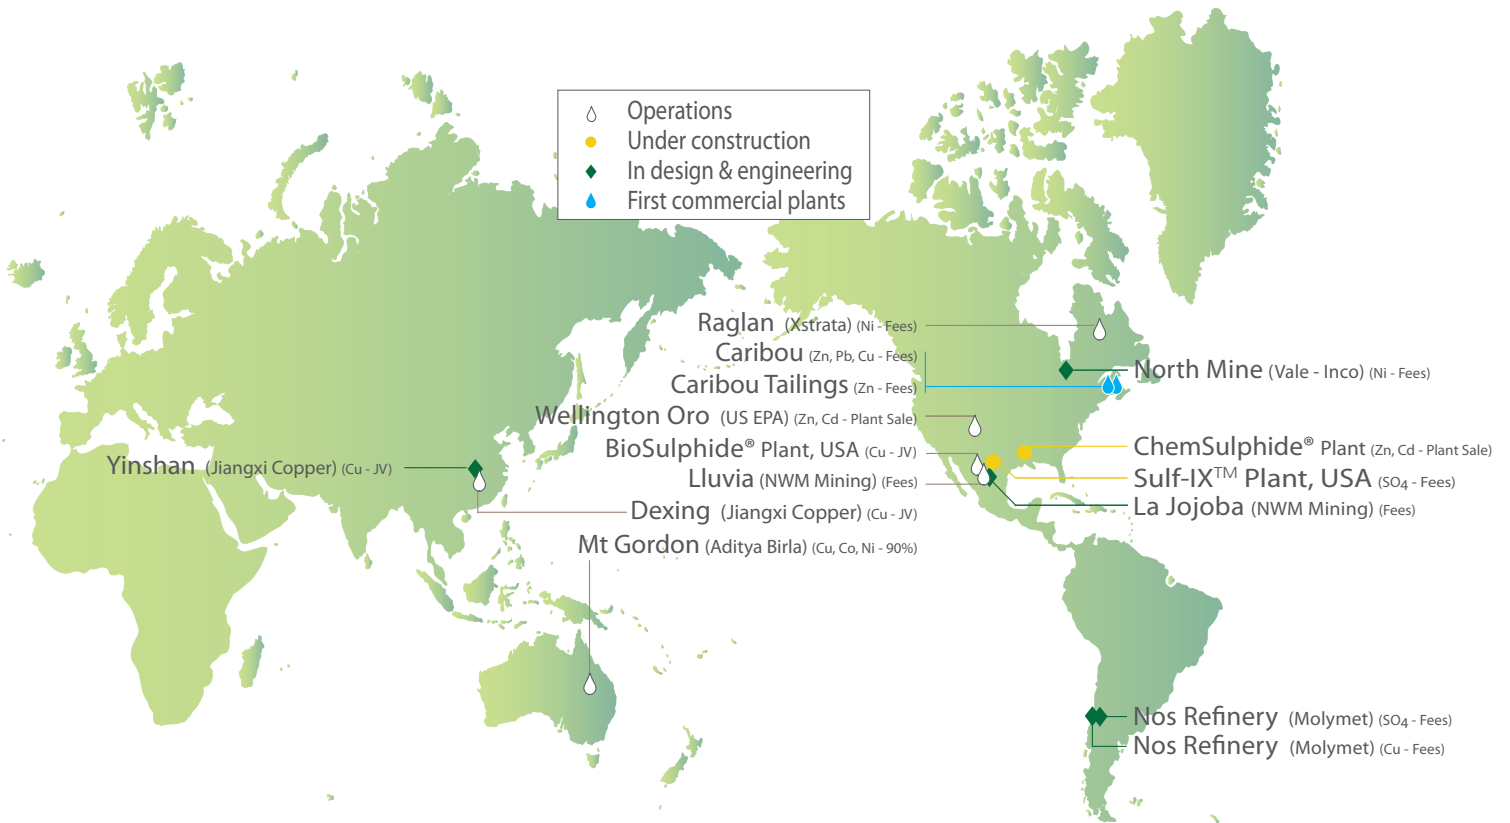 Operations
Under construction
In design & engineering
First commercial plants
Raglan (Xstrata) (Ni - Fees)
Caribou (Zn, Pb, Cu - Fees)
Caribou Tailings (Zn - Fees)
Wellington Oro (US EPA) (Zn, Cd - Plant Sale)
BioSulphide® Plant, USA (Cu - JV)
Lluvia (NWM Mining) (Fees)
Dexing (Jiangxi Copper) (Cu - JV)
Mt Gordon (Aditya Birla) (Cu, Co, Ni - 90%)
Yinshan (Jiangxi Copper) (Cu - JV)
North Mine (Vale - Inco) (Ni - Fees)
ChemSulphide® Plant (Zn, Cd - Plant Sale)
Sulf-IX™ Plant, USA (SO4 - Fees)
La Jojoba (NWM Mining) (Fees)
Nos Refinery (Molymet) (SO4 - Fees)
Nos Refinery (Molymet) (Cu - Fees)